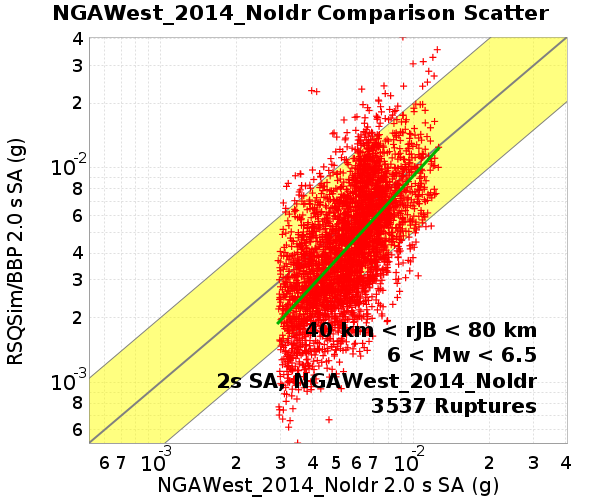 NGAWest_2014_NoIdr Comparison Scatter
RSQSim/BBP 2.0 s SA (g)
4
3
2
10-2
8
6
4
3
2
10-3
8
6
40 km < rJB < 80 km
6 < Mw < 6.5
2s SA, NGAWest_2014_NoIdr
3537 Ruptures
6 7 10-3 2 3 4 5 6 7 10-2 2 3 4
NGAWest_2014_NoIdr 2.0 s SA (g)